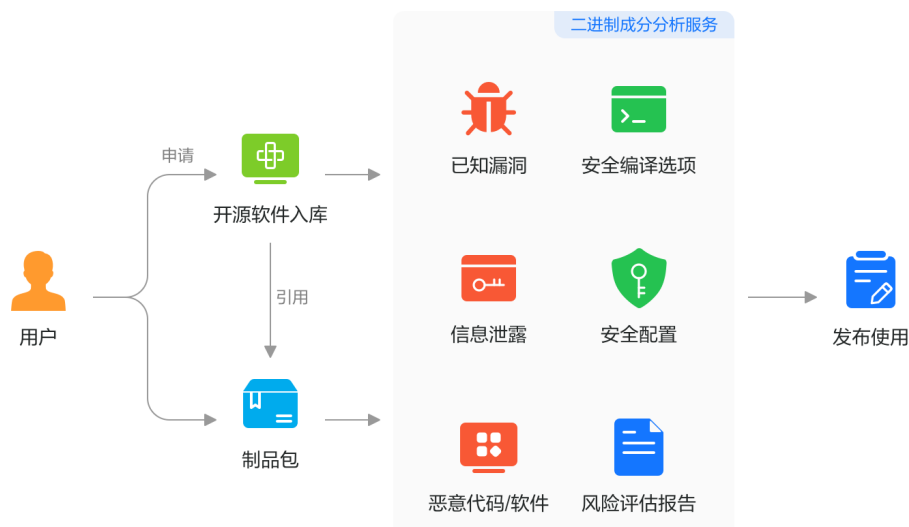 二进制成分分析服务
申请
已知漏洞
安全编译选项
开源软件入库
引用
用户
信息泄露
安全配置
发布使用
制品包
恶意代码/软件
风险评估报告